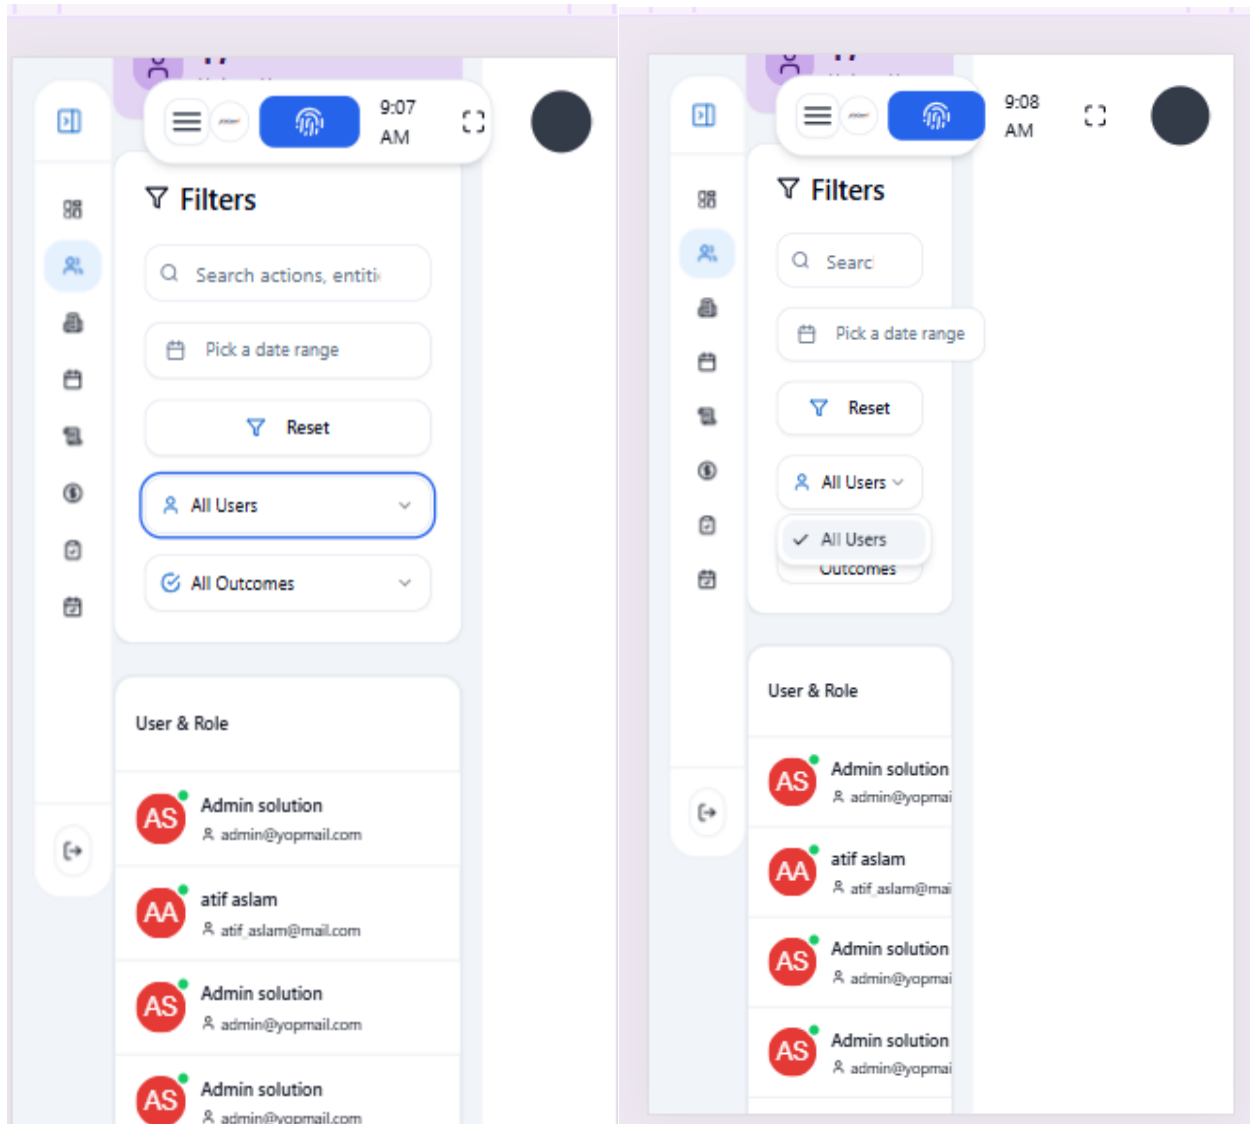 9:07
AM
Filters
Search actions, entiti
Pick a date range
Reset
All Users
All Outcomes
User & Role
AS
Admin solution
admin@yopmail.com
AA
atif aslam
atif_aslam@mail.com
AS
Admin solution
admin@yopmail.com
AS
Admin solution
admin@yopmail.com
9:08
AM
Filters
Searc
Pick a date range
Reset
All Users
All Users
Outcomes
User & Role
AS
Admin solution
admin@yopmai
AA
atif aslam
atif_aslam@mai
AS
Admin solution
admin@yopmai
AS
Admin solution
admin@yopmai